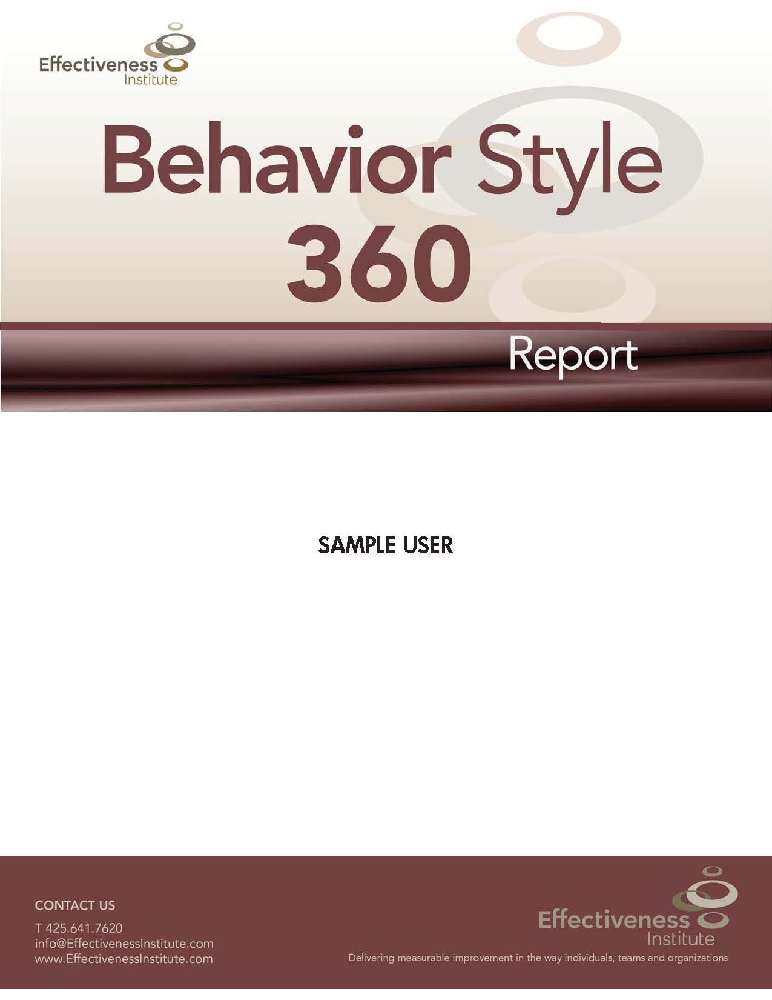 Effectiveness
Institute
Behavior Style
360
Report
SAMPLE USER
CONTACT US
T 425.641.7620
info@EffectivenessInstitute.com
www.EffectivenessInstitute.com
Effectiveness
Institute
Delivering measurable improvement in the way individuals, teams and organizations